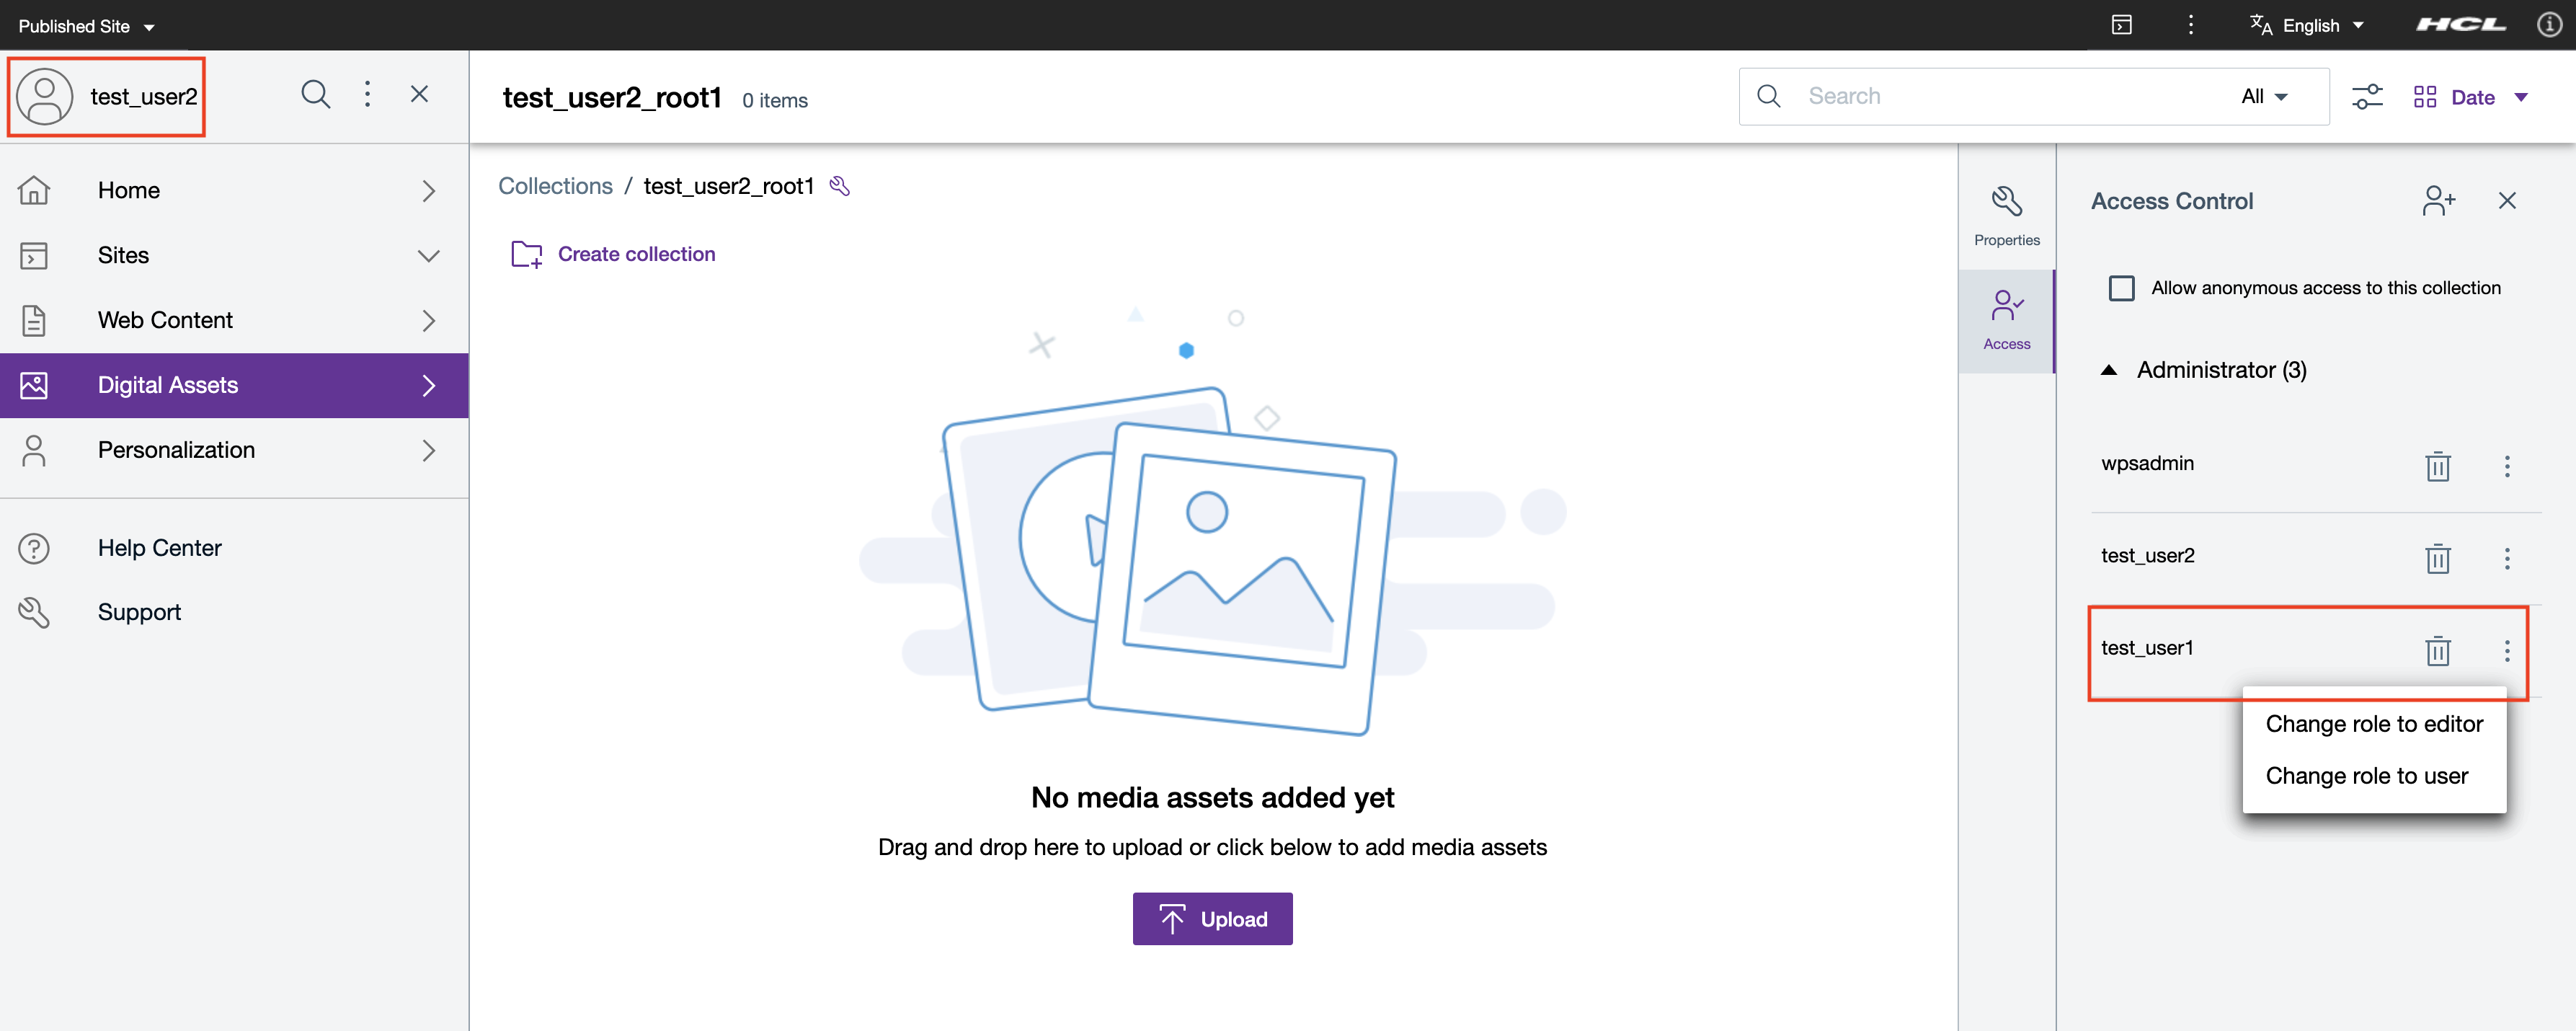 Published Site
English
HCL
test_user2
test_user2_root1 0 items
Search
All
Date
Home
Sites
Web Content
Digital Assets
Personalization
Help Center
Support
Collections / test_user2_root1
Create collection
No media assets added yet
Drag and drop here to upload or click below to add media assets
Upload
Properties
Access
Access Control
Allow anonymous access to this collection
Administrator (3)
wpsadmin
test_user2
test_user1
Change role to editor
Change role to user